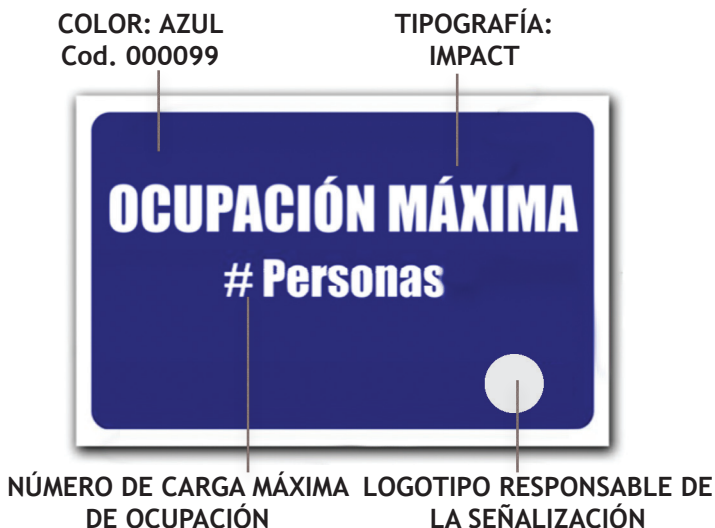 COLOR: AZUL
Cod. 000099
TIPOGRAFÍA:
IMPACT
OCUPACIÓN MÁXIMA
# Personas
NÚMERO DE CARGA MÁXIMA
DE OCUPACIÓN
LOGOTIPO RESPONSABLE DE
LA SEÑALIZACIÓN